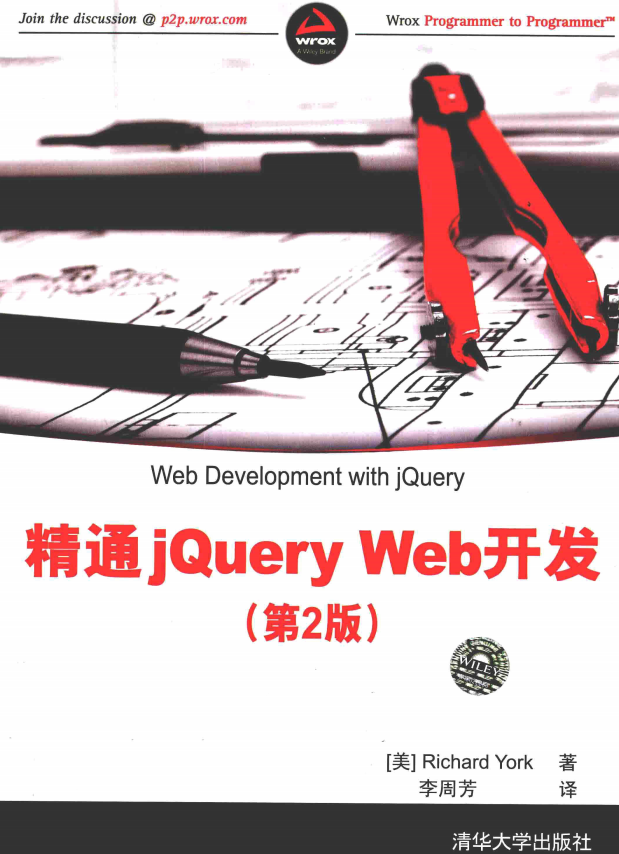 Join the discussion @ p2p.wrox.com
Wrox Programmer to Programmer™
wrox
A Wiley Brand
Web Development with jQuery
精通jQuery Web开发
（第2版）
WILEY
[美] Richard York 著
李周芳 译
清华大学出版社